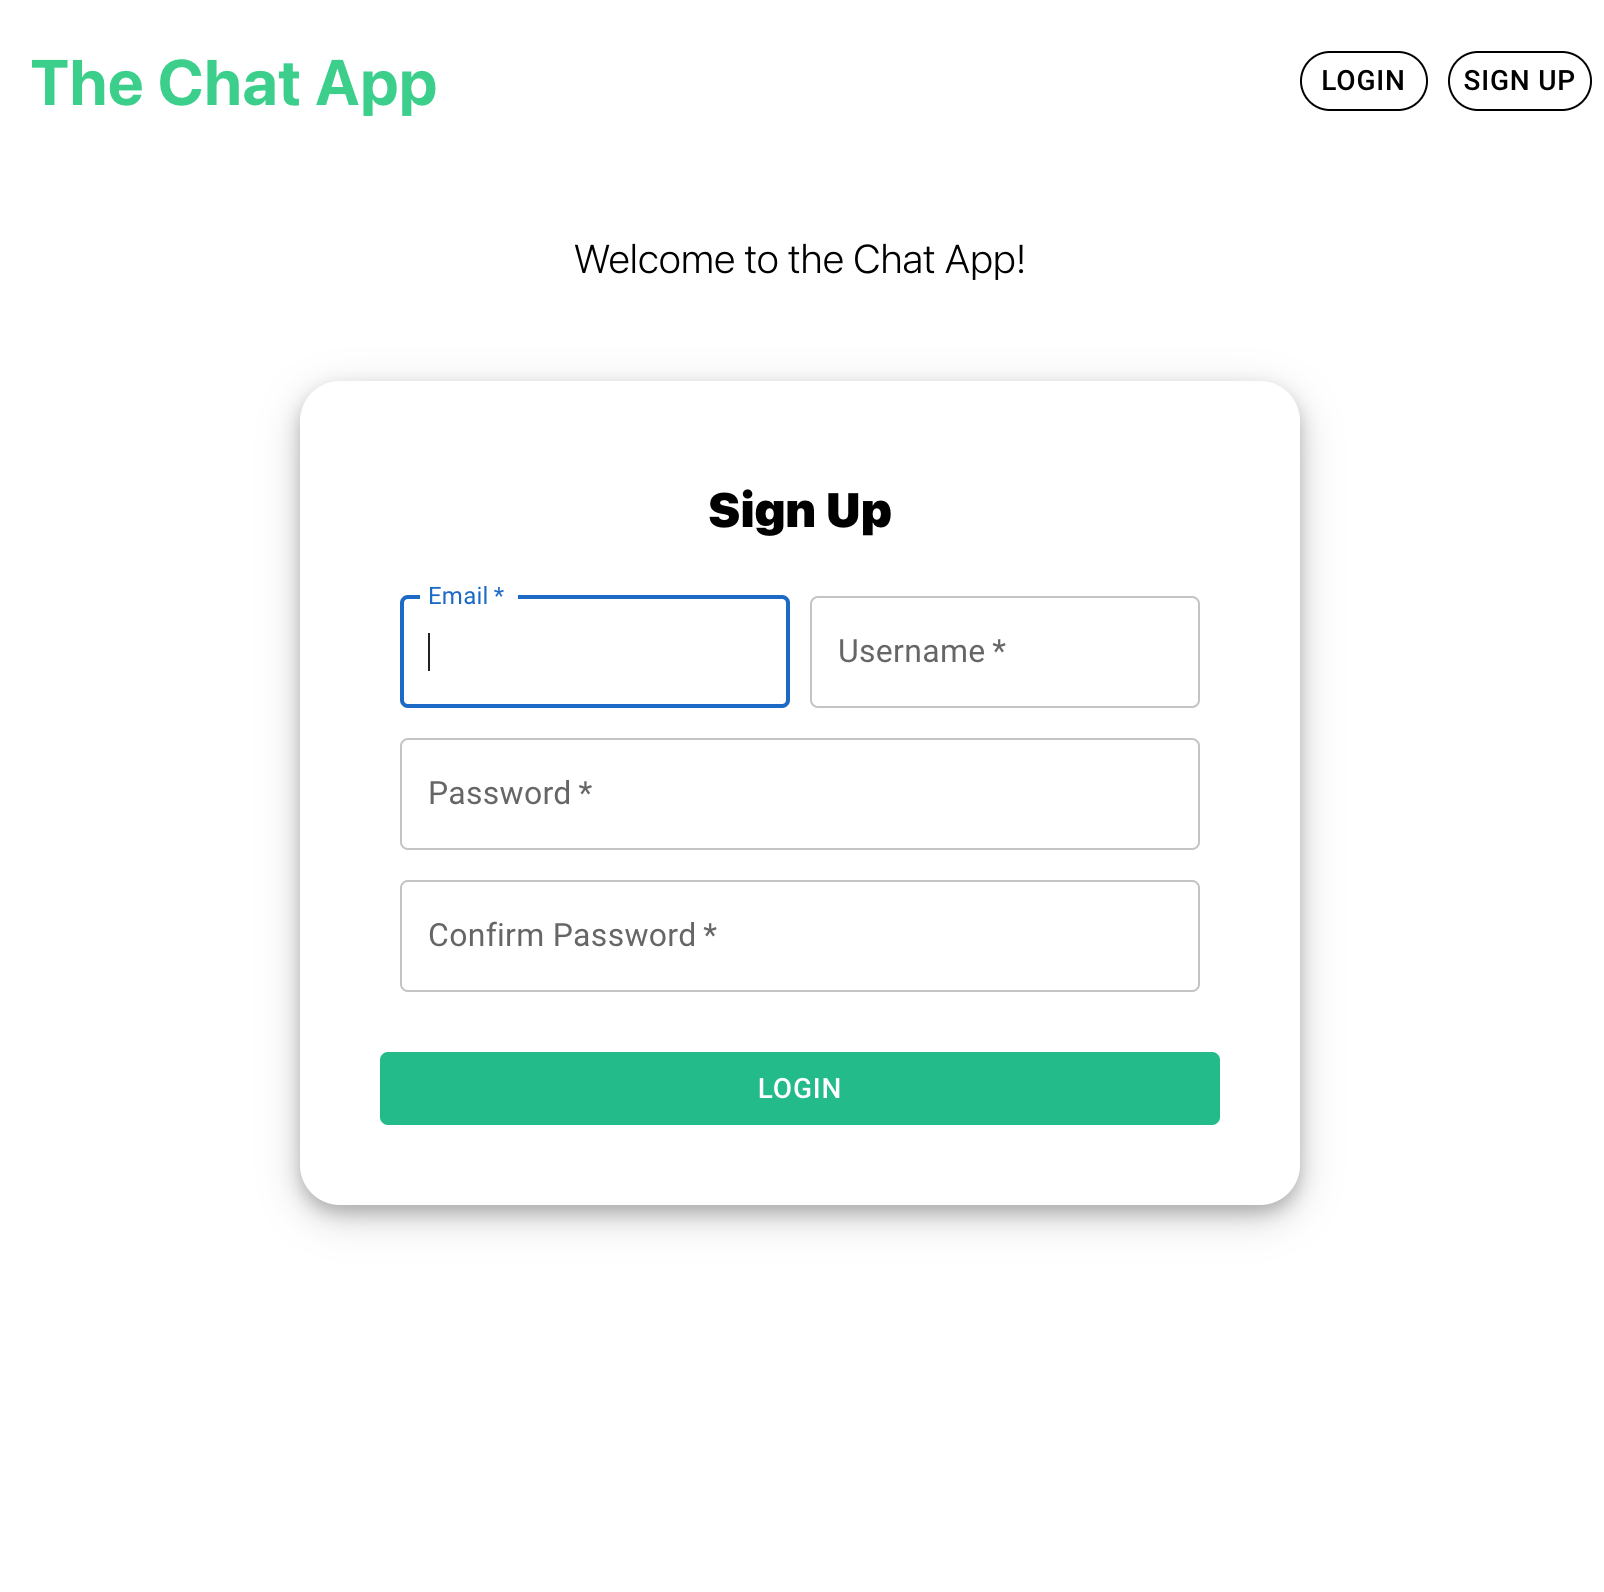 The Chat App
LOGIN
SIGN UP
Welcome to the Chat App!
Sign Up
Email *
Username *
Password *
Confirm Password *
LOGIN